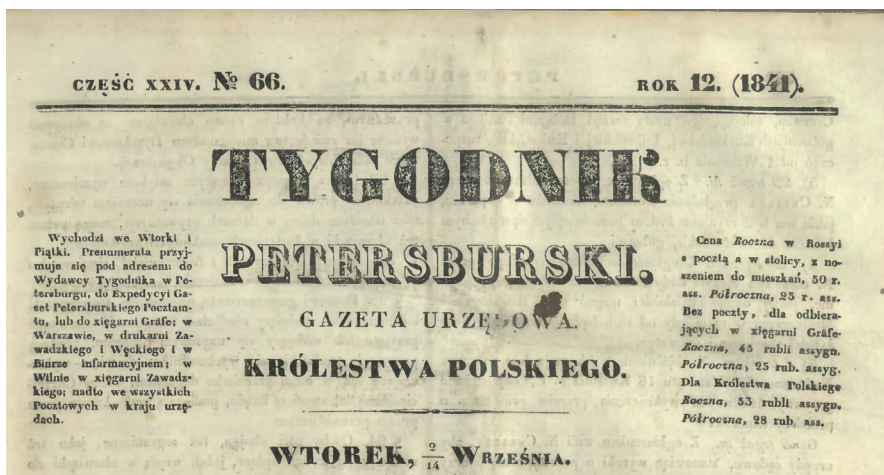 CZĘŚĆ XXIV. № 66.
ROK 12. (1841).
TYGODNIK
PETERSBURSKI.
GAZETA URZĘDOWA.
KRÓLESTWA POLSKIEGO.
Wychodzi we Wtorki i
Piątki. Prenumerata przyj-
muje się pod adresem: do
Wydawcy Tygodnika w Pe-
tersburgu, do Expedycyi Ga-
zet Petersburskiego Pocztam-
tu, lub do xięgarni Gräfe; w
Warszawie, w drukarni Za-
wadzkiego i Węckiego i w
Biurze informacyjnem; w
Wilnie w xięgarni Zawadz-
kiego; nadto we wszystkich
Pocztowych w kraju urzę-
dach.
Cena Roczna w Rossyi
z pocztą a w stolicy, z no-
szeniem do mieszkań, 50 r.
ass. Półroczna, 25 r. ass.
Bez poczty, dla odbiera-
jących w xięgarni Gräfe-
Roczna, 45 rubli assygn.
Półroczna, 25 rub. assyg.
Dla Królestwa Polskiego
Roczna, 53 rubli assygn.
Półroczna, 28 rub, ass.
WTOREK, 2/14 WRZEŚNIA.